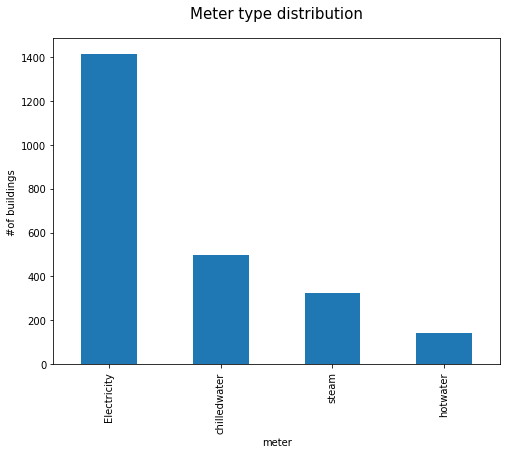 Meter type distribution
#of buildings
1400
1200
1000
800
600
400
200
0
Electricity
chilledwater
steam
hotwater
meter